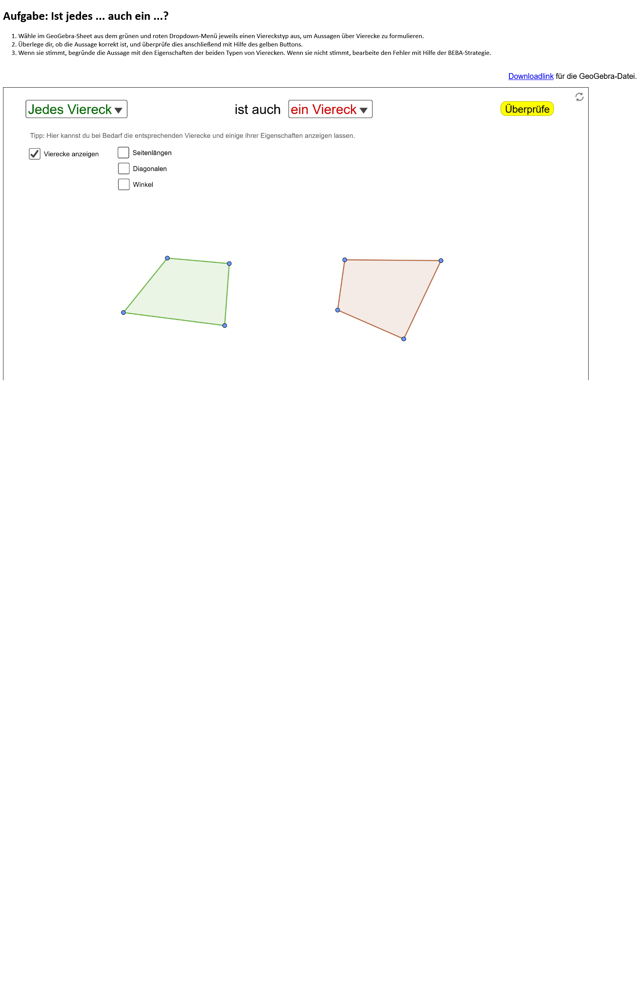 Aufgabe: Ist jedes ... auch ein ...?
1. Wähle im GeoGebra-Sheet aus dem grünen und roten Dropdown-Menü jeweils einen Viereckstyp aus, um Aussagen über Vierecke zu formulieren.
2. Überlege dir, ob die Aussage korrekt ist, und überprüfe dies anschließend mit Hilfe des gelben Buttons.
3. Wenn sie stimmt, begründe die Aussage mit den Eigenschaften der beiden Typen von Vierecken. Wenn sie nicht stimmt, bearbeite den Fehler mit Hilfe der BEBA-Strategie.
Downloadlink für die GeoGebra-Datei.
Jedes Viereck ist auch ein Viereck Überprüfe
Tipp: Hier kannst du bei Bedarf die entsprechenden Vierecke und einige ihrer Eigenschaften anzeigen lassen.
Vierecke anzeigen Seitenlängen
Diagonalen
Winkel